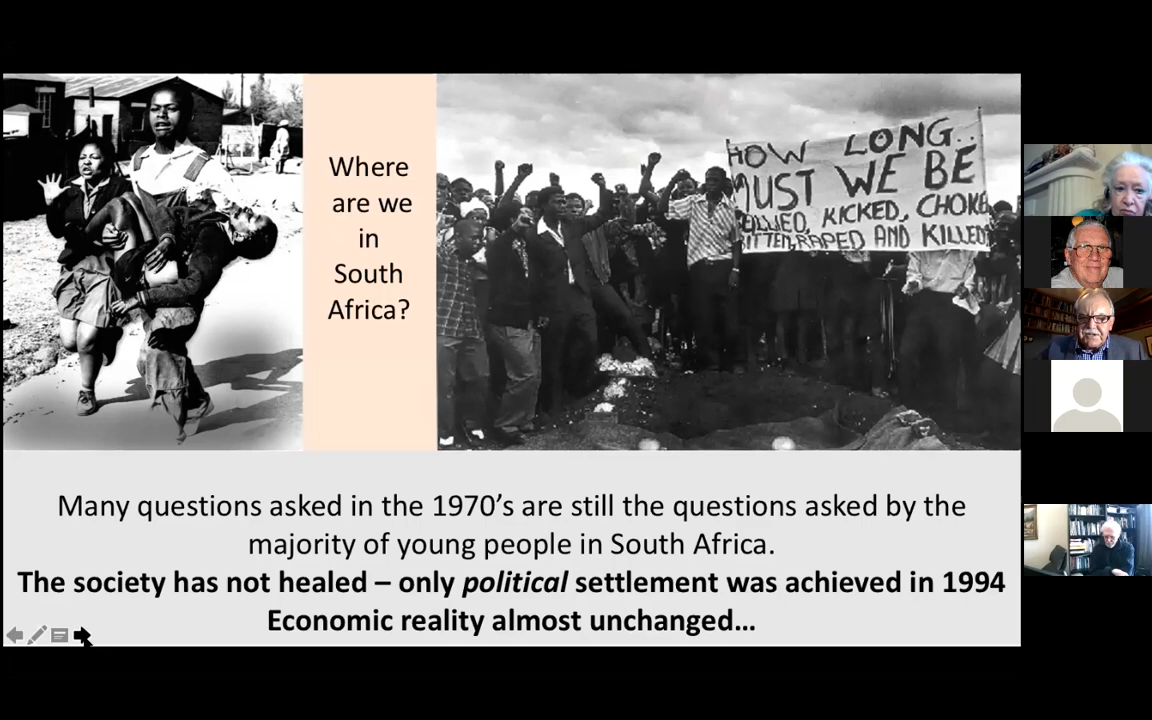 Where
are we
in
South
Africa?
HOW LONG..
MUST WE BE
KICKED, CHOKE
RAPED AND KILLED
Many questions asked in the 1970’s are still the questions asked by the
majority of young people in South Africa.
The society has not healed – only political settlement was achieved in 1994
Economic reality almost unchanged…